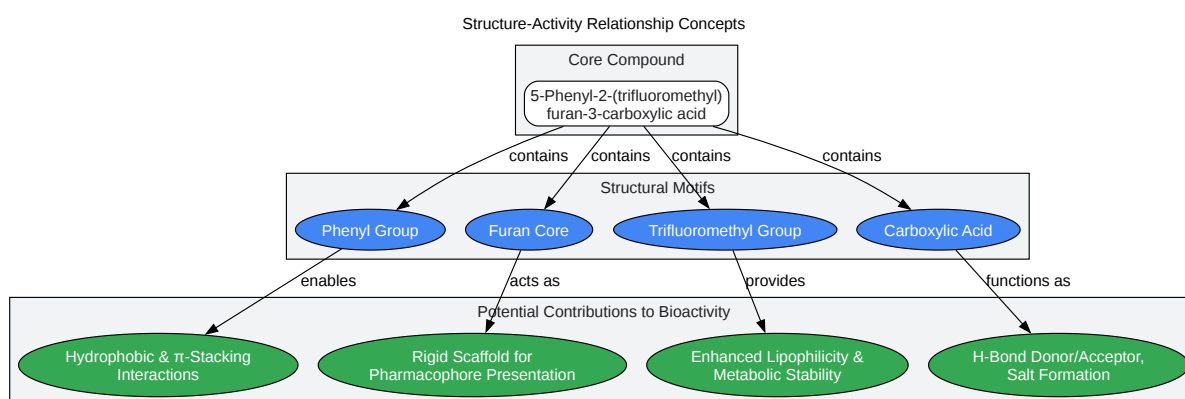 Structure-Activity Relationship Concepts
Core Compound
5-Phenyl-2-(trifluoromethyl)
furan-3-carboxylic acid
contains
contains
contains
contains
Structural Motifs
Phenyl Group
Furan Core
Trifluoromethyl Group
Carboxylic Acid
enables
acts as
provides
functions as
Potential Contributions to Bioactivity
Hydrophobic & π-Stacking
Interactions
Rigid Scaffold for
Pharmacophore Presentation
Enhanced Lipophilicity &
Metabolic Stability
H-Bond Donor/Acceptor,
Salt Formation